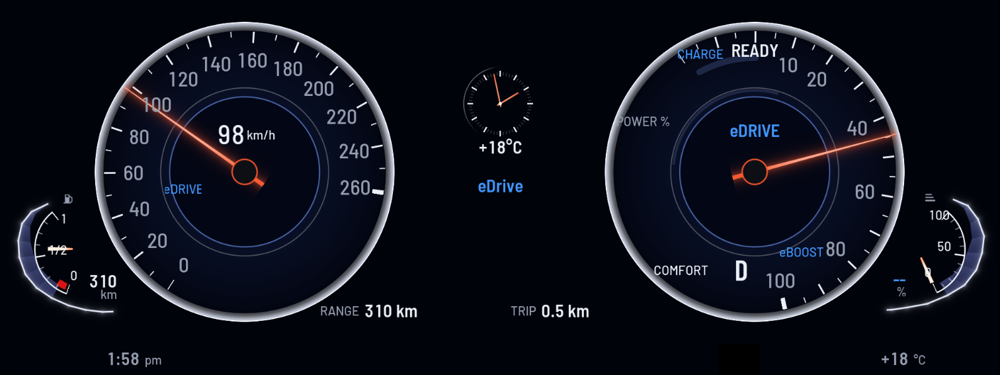 120 140 160 180 200 220 240 260
100
80
60
40
20
0
98 km/h
eDRIVE
1
1/2
0
310
km
RANGE 310 km
1:58 pm
+18°C
eDrive
TRIP 0.5 km
CHARGE READY
10
20
40
60
80
100
POWER %
eDRIVE
eBOOST
COMFORT
D
100
50
0
--
%
+18 °C